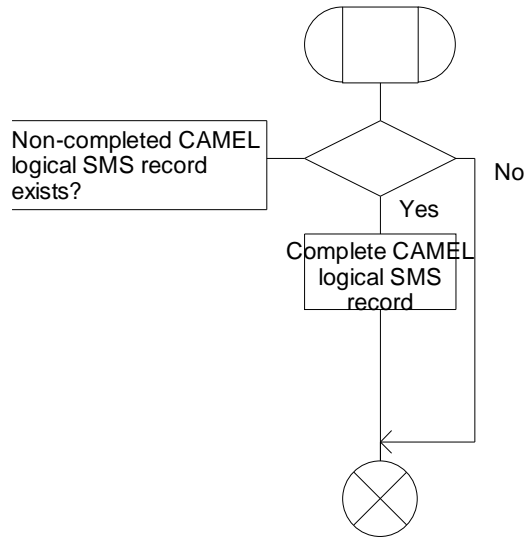 Non-completed CAMEL
logical SMS record
exists?
No
Yes
Complete CAMEL
logical SMS
record